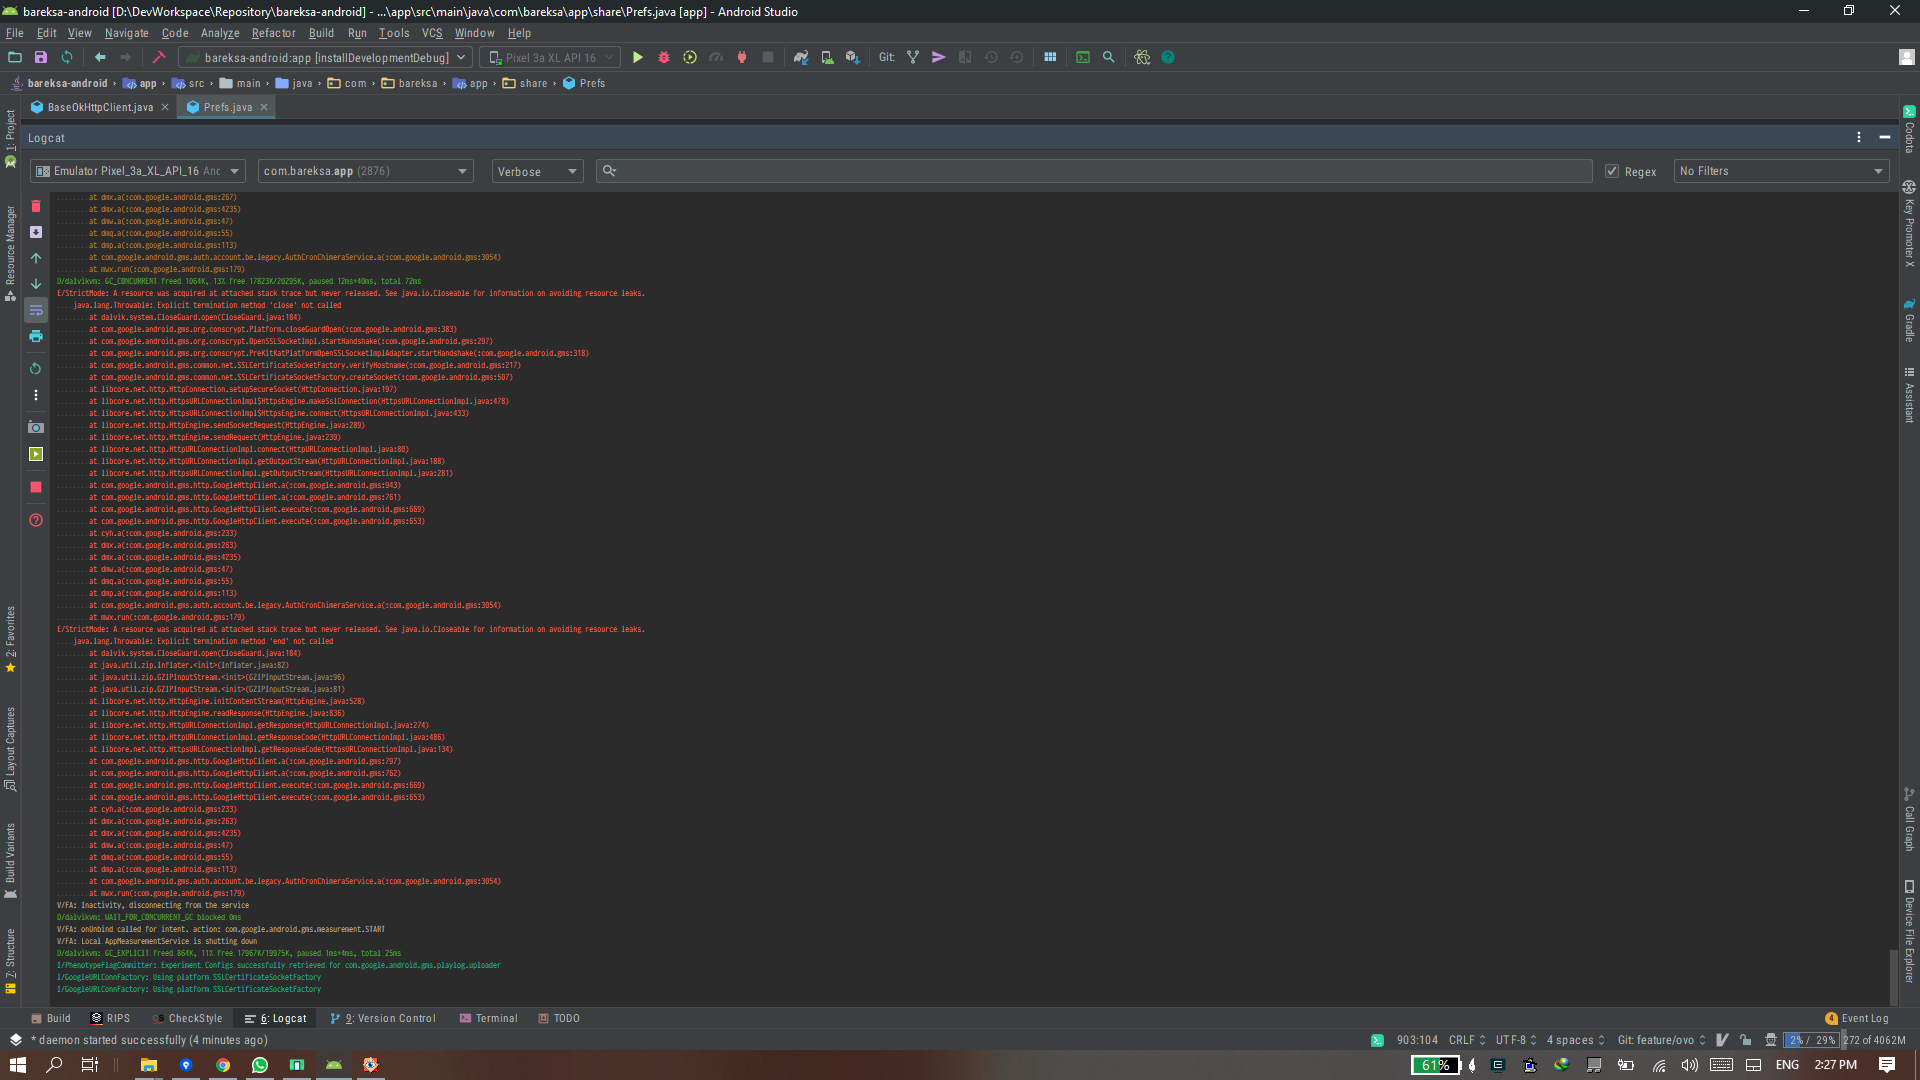 bareksa-android [D:\DevWorkspace\Repository\bareksa-android] - ...\app\src\main\java\com\bareksa\app\share\Prefs.java [app] - Android Studio
File Edit View Navigate Code Analyze Refactor Build Run Tools VCS Window Help
bareksa-android:app [installDevelopmentDebug] Pixel 3a XL API 16 Git:
bareksa-android app src main java com bareksa app share Prefs
BaseOkHttpClient.java Prefs.java
Logcat
Emulator Pixel_3a_XL_API_16 Anc com.bareksa.app (2876) Verbose Regex No Filters
at dmx.a(:com.google.android.gms:267)
at dmx.a(:com.google.android.gms:4235)
at dmw.a(:com.google.android.gms:47)
at dmq.a(:com.google.android.gms:55)
at dmp.a(:com.google.android.gms:113)
at com.google.android.gms.auth.account.be.legacy.AuthCronChimeraService.a(:com.google.android.gms:3054)
at mwx.run(:com.google.android.gms:179)
D/dalvikvm: GC_CONCURRENT freed 1064K, 13% free 17823K/20295K, paused 12ms+40ms, total 72ms
E/StrictMode: A resource was acquired at attached stack trace but never released. See java.io.Closeable for information on avoiding resource leaks.
java.lang.Throwable: Explicit termination method 'close' not called
at dalvik.system.CloseGuard.open(CloseGuard.java:184)
at com.google.android.gms.org.conscrypt.Platform.closeGuardOpen(:com.google.android.gms:383)
at com.google.android.gms.org.conscrypt.OpenSSLSocketImpl.startHandshake(:com.google.android.gms:297)
at com.google.android.gms.org.conscrypt.PreKitKatPlatformOpenSSLSocketImplAdapter.startHandshake(:com.google.android.gms:318)
at com.google.android.gms.common.net.SSLCertificateSocketFactory.verifyHostname(:com.google.android.gms:217)
at com.google.android.gms.common.net.SSLCertificateSocketFactory.createSocket(:com.google.android.gms:507)
at libcore.net.http.HttpConnection.setupSecureSocket(HttpConnection.java:197)
at libcore.net.http.HttpsURLConnectionImpl$HttpsEngine.makeSslConnection(HttpsURLConnectionImpl.java:478)
at libcore.net.http.HttpsURLConnectionImpl$HttpsEngine.connect(HttpsURLConnectionImpl.java:433)
at libcore.net.http.HttpEngine.sendSocketRequest(HttpEngine.java:289)
at libcore.net.http.HttpEngine.sendRequest(HttpEngine.java:239)
at libcore.net.http.HttpURLConnectionImpl.connect(HttpURLConnectionImpl.java:80)
at libcore.net.http.HttpURLConnectionImpl.getOutputStream(HttpURLConnectionImpl.java:188)
at libcore.net.http.HttpsURLConnectionImpl.getOutputStream(HttpsURLConnectionImpl.java:281)
at com.google.android.gms.http.GoogleHttpClient.a(:com.google.android.gms:943)
at com.google.android.gms.http.GoogleHttpClient.a(:com.google.android.gms:761)
at com.google.android.gms.http.GoogleHttpClient.execute(:com.google.android.gms:669)
at com.google.android.gms.http.GoogleHttpClient.execute(:com.google.android.gms:653)
at cyh.a(:com.google.android.gms:233)
at dmx.a(:com.google.android.gms:263)
at dmx.a(:com.google.android.gms:4235)
at dmw.a(:com.google.android.gms:47)
at dmq.a(:com.google.android.gms:55)
at dmp.a(:com.google.android.gms:113)
at com.google.android.gms.auth.account.be.legacy.AuthCronChimeraService.a(:com.google.android.gms:3054)
at mwx.run(:com.google.android.gms:179)
E/StrictMode: A resource was acquired at attached stack trace but never released. See java.io.Closeable for information on avoiding resource leaks.
java.lang.Throwable: Explicit termination method 'end' not called
at dalvik.system.CloseGuard.open(CloseGuard.java:184)
at java.util.zip.Inflater.<init>(Inflater.java:82)
at java.util.zip.GZIPInputStream.<init>(GZIPInputStream.java:96)
at java.util.zip.GZIPInputStream.<init>(GZIPInputStream.java:81)
at libcore.net.http.HttpEngine.initContentStream(HttpEngine.java:528)
at libcore.net.http.HttpEngine.readResponse(HttpEngine.java:836)
at libcore.net.http.HttpURLConnectionImpl.getResponse(HttpURLConnectionImpl.java:274)
at libcore.net.http.HttpURLConnectionImpl.getResponseCode(HttpURLConnectionImpl.java:486)
at libcore.net.http.HttpsURLConnectionImpl.getResponseCode(HttpsURLConnectionImpl.java:134)
at com.google.android.gms.http.GoogleHttpClient.a(:com.google.android.gms:797)
at com.google.android.gms.http.GoogleHttpClient.a(:com.google.android.gms:762)
at com.google.android.gms.http.GoogleHttpClient.execute(:com.google.android.gms:669)
at com.google.android.gms.http.GoogleHttpClient.execute(:com.google.android.gms:653)
at cyh.a(:com.google.android.gms:233)
at dmx.a(:com.google.android.gms:263)
at dmx.a(:com.google.android.gms:4235)
at dmw.a(:com.google.android.gms:47)
at dmq.a(:com.google.android.gms:55)
at dmp.a(:com.google.android.gms:113)
at com.google.android.gms.auth.account.be.legacy.AuthCronChimeraService.a(:com.google.android.gms:3054)
at mwx.run(:com.google.android.gms:179)
V/FA: Inactivity, disconnecting from the service
D/dalvikvm: WAIT_FOR_CONCURRENT_GC blocked 0ms
V/FA: onUnbind called for intent. action: com.google.android.gms.measurement.START
V/FA: Local AppMeasurementService is shutting down
D/dalvikvm: GC_EXPLICIT freed 864K, 11% free 17967K/19975K, paused 1ms+4ms, total 25ms
I/PhenotypeFlagCommitter: Experiment Configs successfully retrieved for com.google.android.gms.playlog.uploader
I/GoogleURLConnFactory: Using platform SSLCertificateSocketFactory
I/GoogleURLConnFactory: Using platform SSLCertificateSocketFactory
1: Project
Resource Manager
2: Favorites
Layout Captures
Build Variants
7: Structure
Codota
Key Promoter X
Gradle
Assistant
Call Graph
Device File Explorer
Build RIPS CheckStyle 6: Logcat 9: Version Control Terminal TODO 4 Event Log
* daemon started successfully (4 minutes ago) 903:104 CRLF UTF-8 4 spaces Git: feature/ovo 2% / 29% 272 of 4062M
61% ENG 2:27 PM